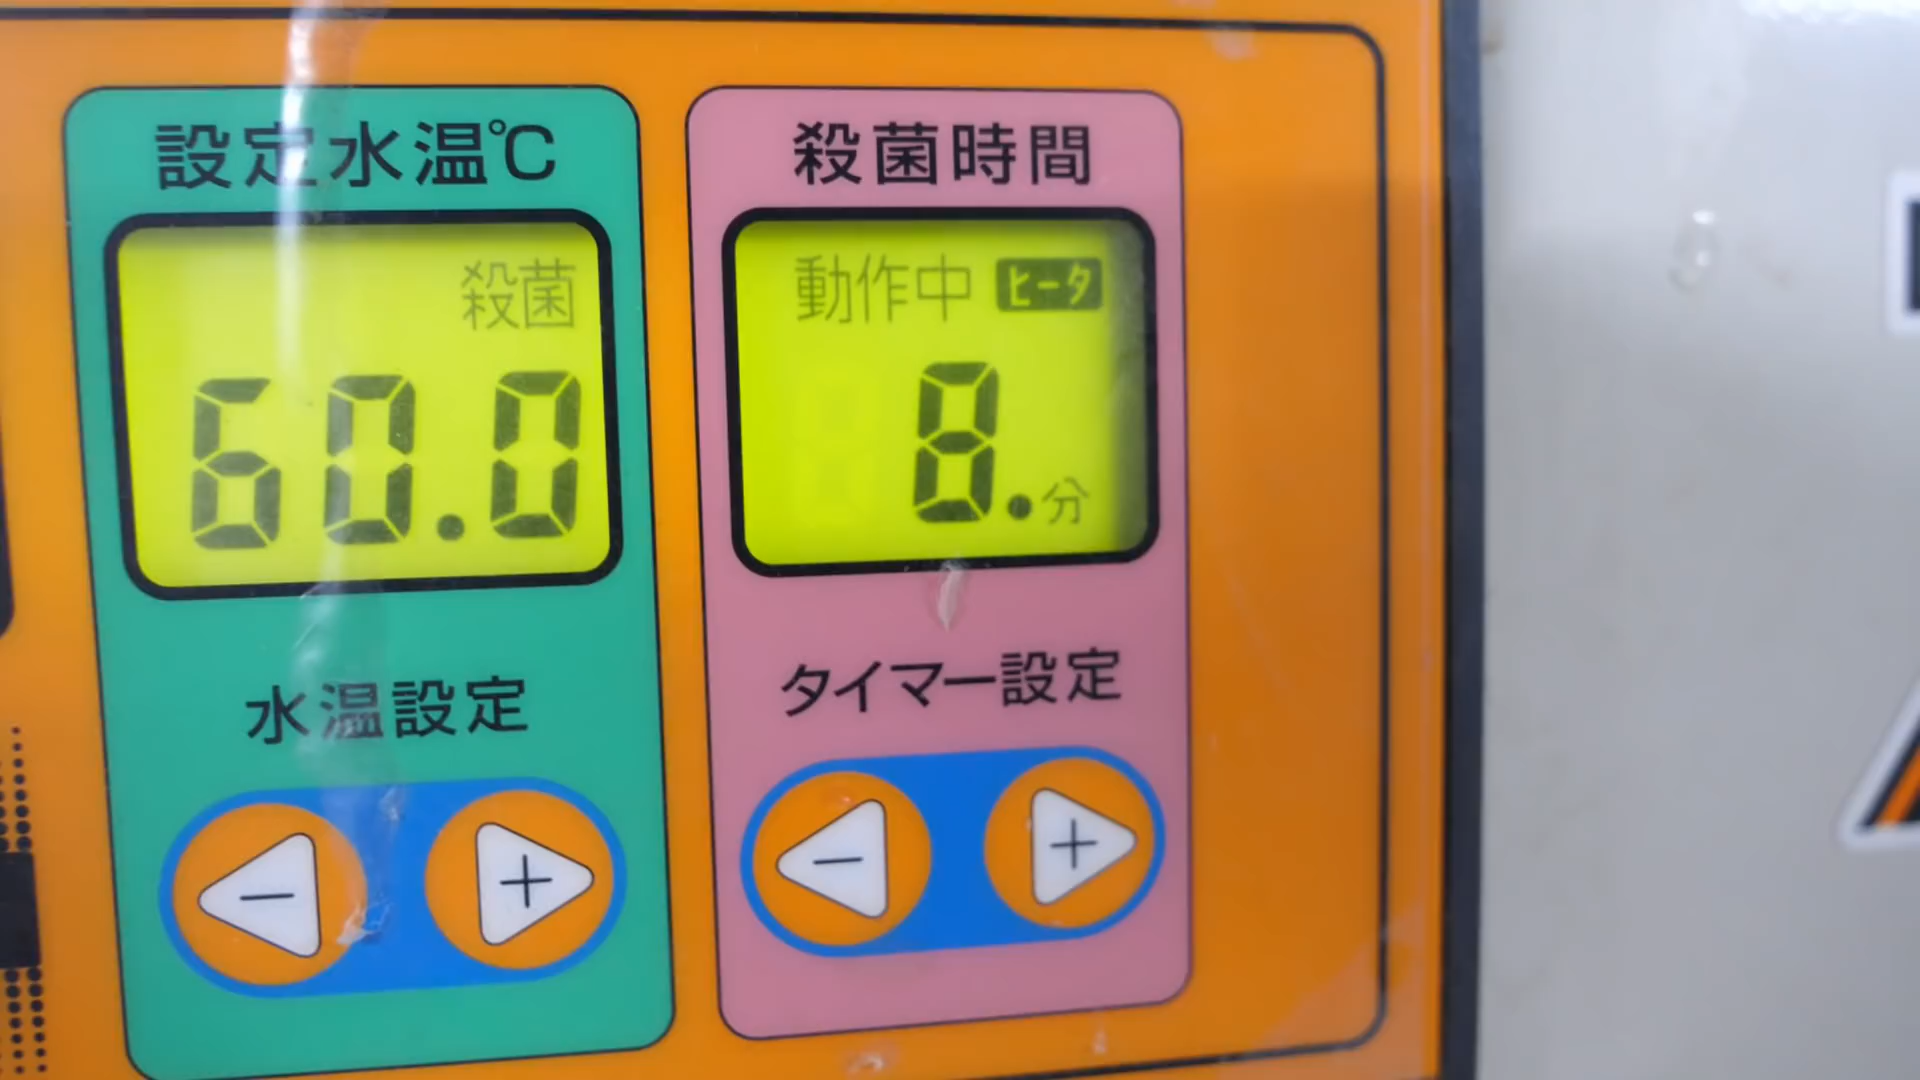 設定水温℃
殺菌
60.0
水温設定
－
＋
殺菌時間
動作中 ヒータ
8.分
タイマー設定
－
＋